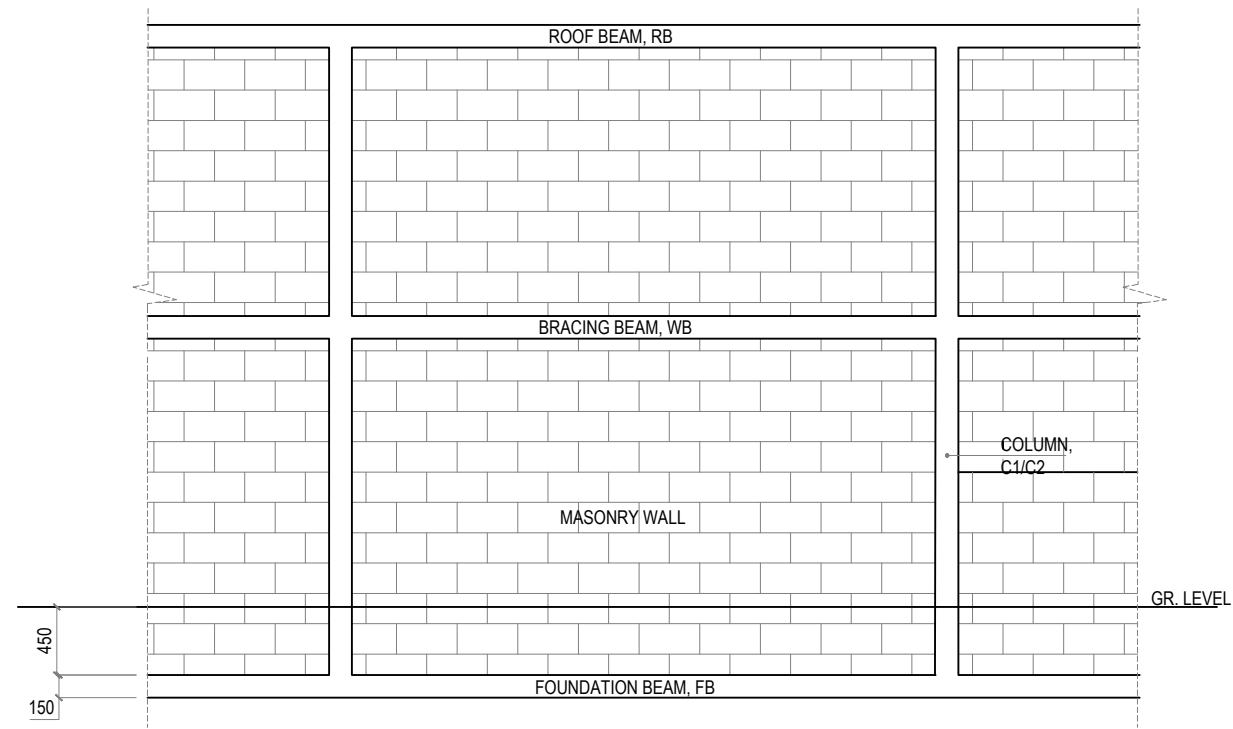 ROOF BEAM, RB
BRACING BEAM, WB
COLUMN,
C1/C2
MASONRY WALL
GR. LEVEL
450
FOUNDATION BEAM, FB
150